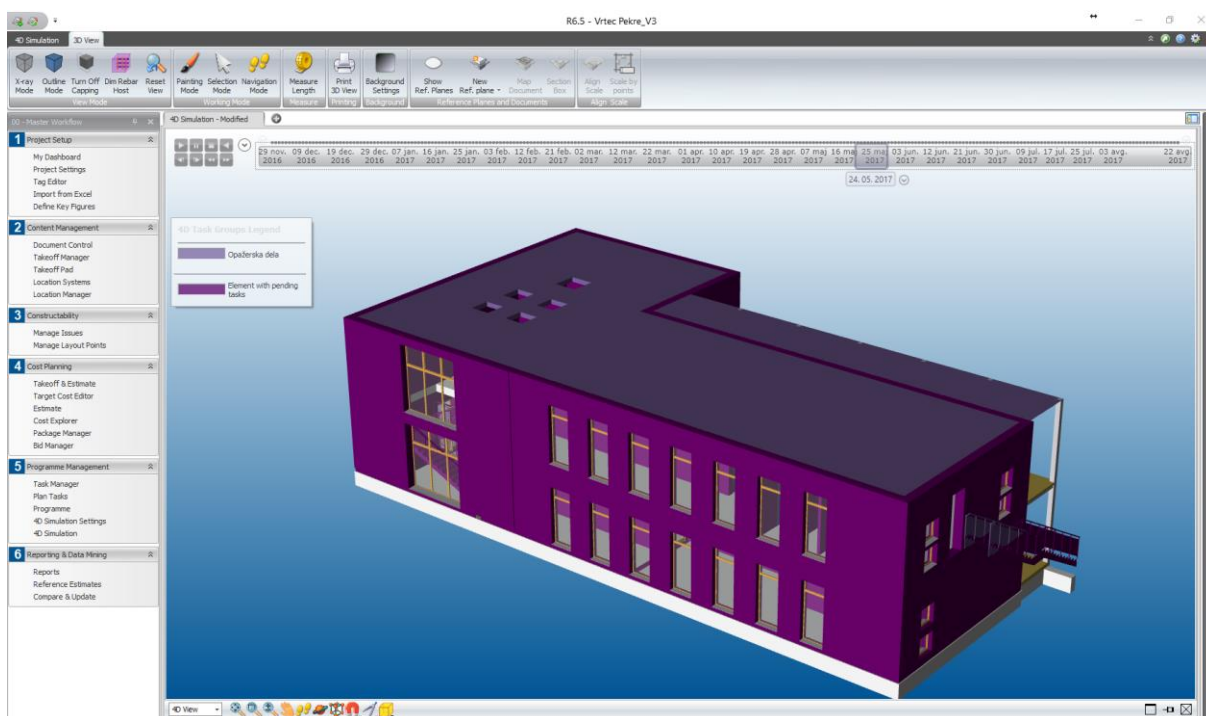 R6.5 - Vrtec Pekre_V3
4D Simulation 3D View
X-ray Mode
Outline Mode
Turn Off Capping
Dim Rebar Host
Reset View
View Mode
Painting Mode
Selection Mode
Navigation Mode
Working Mode
Measure Length
Measure
Print 3D View
Printing
Background Settings
Background
Show Ref. Planes
New Ref. plane
Map Document
Section Box
Reference Planes and Documents
Align Scale
Scale by points
Align Scale
00 - Master Workflow
4D Simulation - Modified
1 Project Setup
My Dashboard
Project Settings
Tag Editor
Import from Excel
Define Key Figures
2 Content Management
Document Control
Takeoff Manager
Takeoff Pad
Location Systems
Location Manager
3 Constructability
Manage Issues
Manage Layout Points
4 Cost Planning
Takeoff & Estimate
Target Cost Editor
Estimate
Cost Explorer
Package Manager
Bid Manager
5 Programme Management
Task Manager
Plan Tasks
Programme
4D Simulation Settings
4D Simulation
6 Reporting & Data Mining
Reports
Reference Estimates
Compare & Update
29 nov. 09 dec. 19 dec. 29 dec. 07 jan. 16 jan. 25 jan. 03 feb. 12 feb. 21 feb. 02 mar. 12 mar. 22 mar. 01 apr. 10 apr. 19 apr. 28 apr. 07 maj 16 maj 25 maj 03 jun. 12 jun. 21 jun. 30 jun. 09 jul. 17 jul. 25 jul. 03 avg. 22 avg.
2016 2016 2016 2016 2017 2017 2017 2017 2017 2017 2017 2017 2017 2017 2017 2017 2017 2017 2017 2017 2017 2017 2017 2017 2017 2017 2017 2017 2017
24. 05. 2017
4D Task Groups Legend
Opažerska dela
Element with pending
tasks
4D View